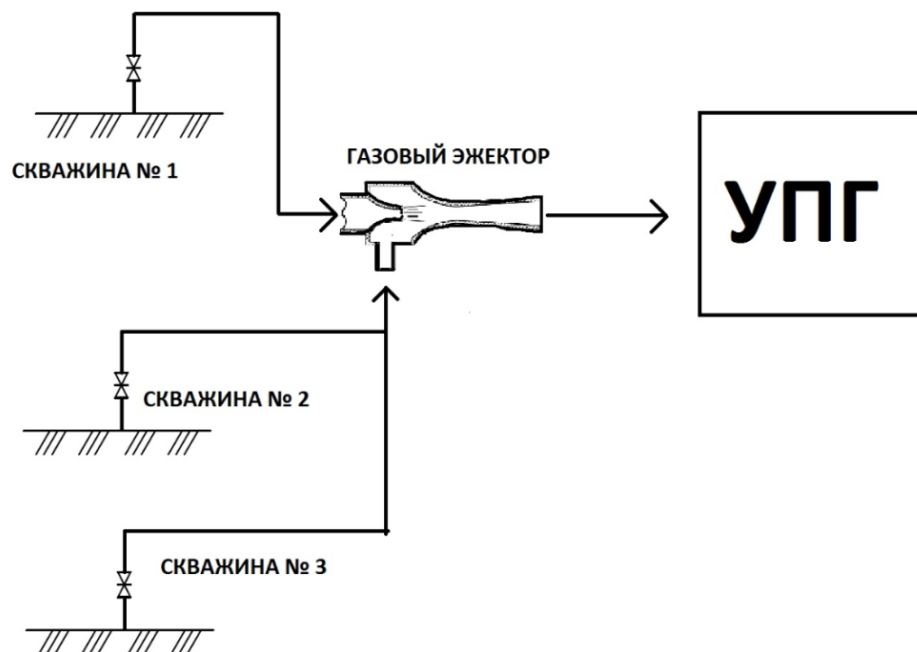 СКВАЖИНА № 1
ГАЗОВЫЙ ЭЖЕКТОР
УПГ
СКВАЖИНА № 2
СКВАЖИНА № 3